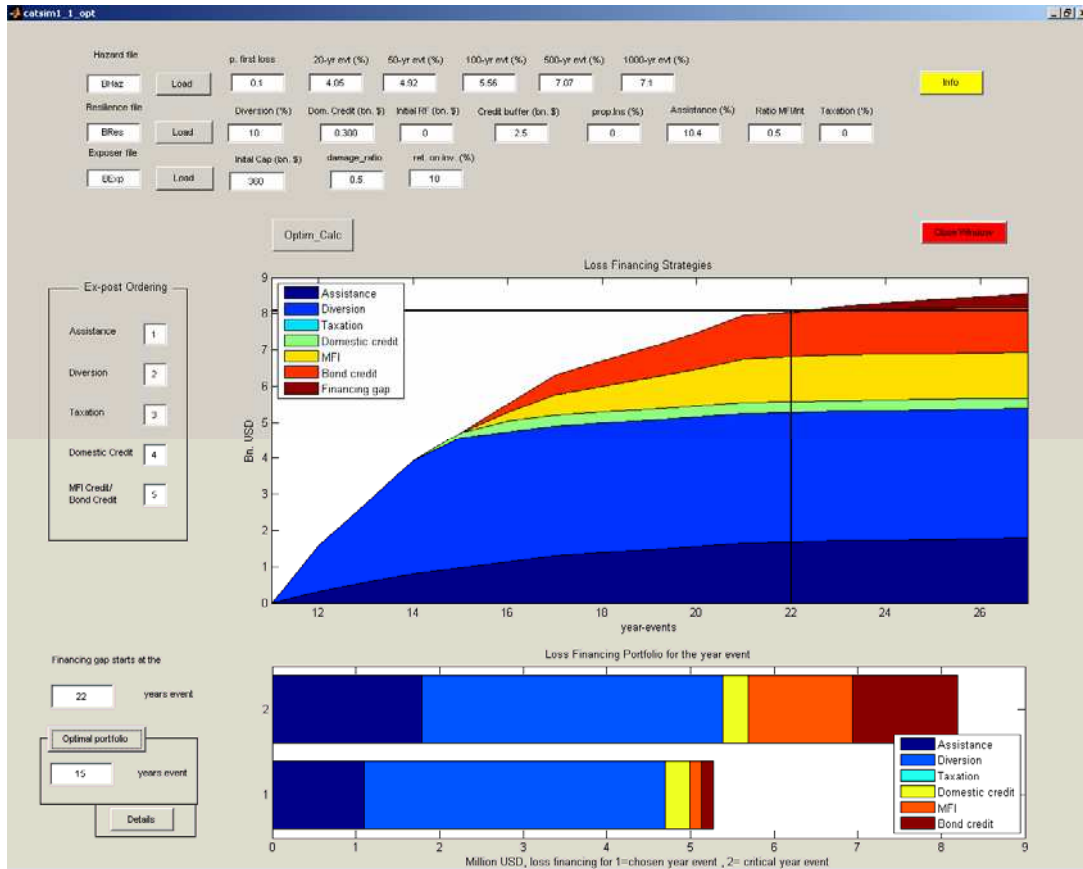 catsim1_1_opt
Hazard file
p. first loss 20-yr evt (%) 50-yr evt (%) 100-yr evt (%) 500-yr evt (%) 1000-yr evt (%)
BHaz Load 0.1 4.05 4.92 5.56 7.07 7.1 Info
Resilence file
Diversion (%) Dom. Credit (bn. $) Initial RF (bn. $) Credit buffer (bn. $) prop.Ins (%) Assistance (%) Ratio MFI/Int Taxation (%)
BRes Load 10 0.300 0 2.5 0 10.4 0.5 0
Exposer file
Inital Cap (bn. $) damage_ratio ret. on inv. (%)
BExp Load 360 0.5 10
Optim_Calc
Close Window
Loss Financing Strategies
Ex-post Ordering
Assistance 1
Diversion 2
Taxation 3
Domestic Credit 4
MFI Credit/
Bond Credit 5
9
8
7
6
5
4
3
2
1
0
Bn. USD
Assistance
Diversion
Taxation
Domestic credit
MFI
Bond credit
Financing gap
12 14 16 18 20 22 24 26
year-events
Financing gap starts at the
22 years event
Optimal portfolio
15 years event
Details
Loss Financing Portfolio for the year event
2
1
Assistance
Diversion
Taxation
Domestic credit
MFI
Bond credit
0 1 2 3 4 5 6 7 8 9
Million USD, loss financing for 1=chosen year event , 2= critical year event